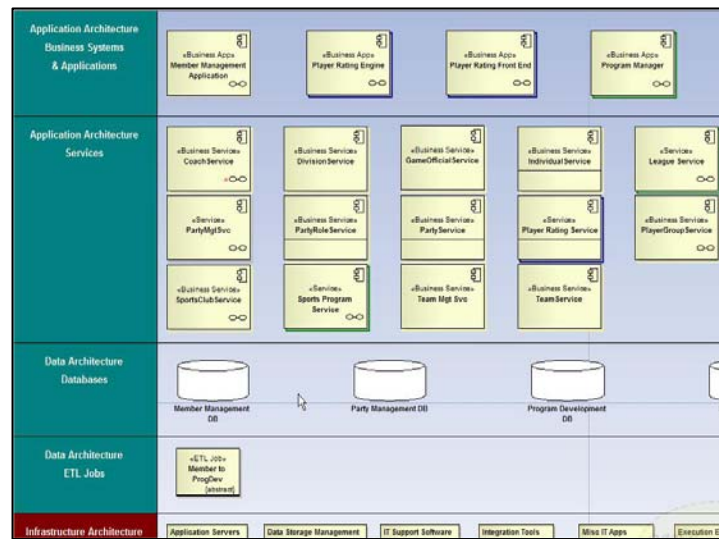 Application Architecture
Business Systems
& Applications
«Business App»
Member Management
Application
«Business App»
Player Rating Engine
«Business App»
Player Rating Front End
«Business App»
Program Manager
Application Architecture
Services
«Business Service»
CoachService
«Business Service»
DivisionService
«Business Service»
GameOfficialService
«Business Service»
IndividualService
«Service»
League Service
«Service»
PartyMgtSvc
«Business Service»
PartyRoleService
«Business Service»
PartyService
«Service»
Player Rating Service
«Business Service»
PlayerGroupService
«Business Service»
SportsClubService
«Service»
Sports Program
Service
«Business Service»
Team Mgt Svc
«Business Service»
TeamService
Data Architecture
Databases
Member Management
DB
Party Management DB
Program Development
DB
Data Architecture
ETL Jobs
«ETL Job»
Member to
ProgDev
{abstract}
Infrastructure Architecture
Application Servers
Data Storage Management
IT Support Software
Integration Tools
Misc IT Apps
Execution E